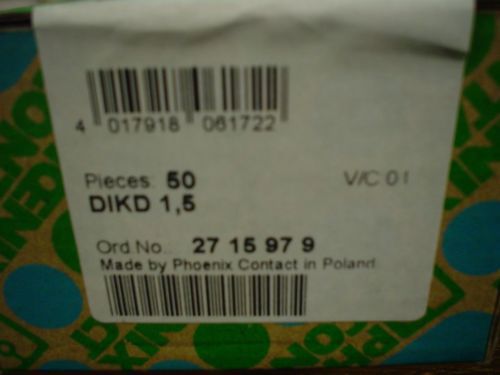 4 017918 061722
Pieces: 50
V/C 01
DIKD 1,5
Ord.No.: 27 15 97 9
Made by Phoenix Contact in Poland.